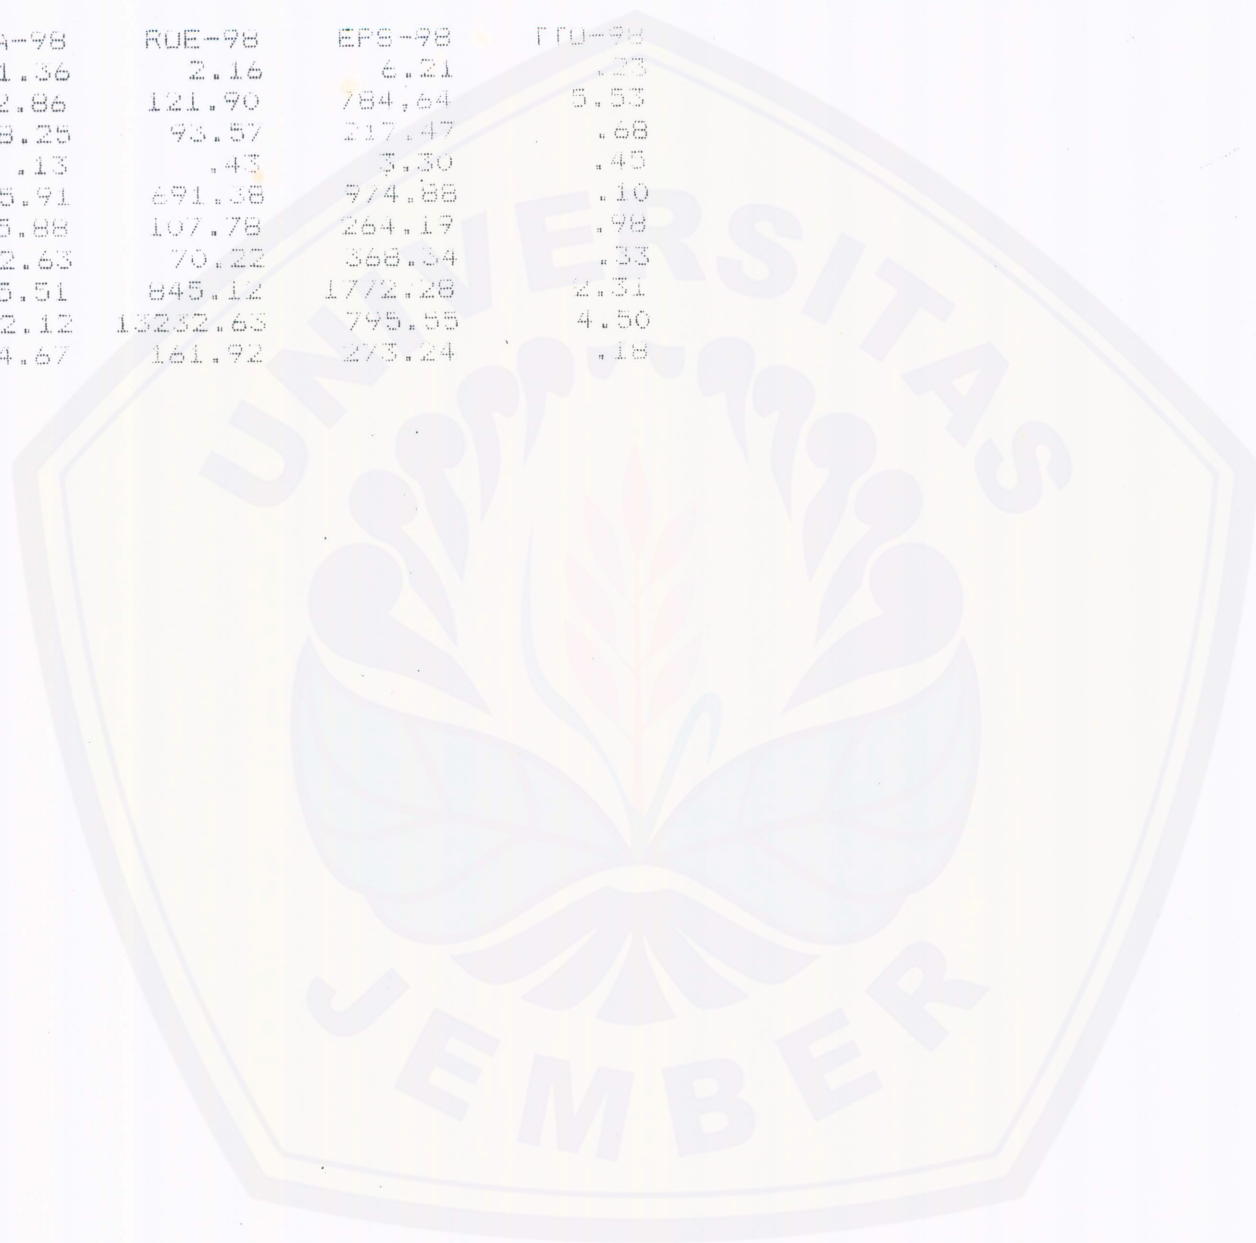 A-98 ROE-98 EPS-98 ITO-98
1.36 2.16 6.21 .23
2.86 121.90 784,64 5.53
8.25 93.57 217.47 .68
.13 .43 3.30 .45
5.91 691.38 974.88 .10
5.88 107.78 264.19 .98
2.63 70.22 368.34 .33
5.51 845.12 1772.28 2.31
2.12 13232.63 795.55 4.50
4.67 161.92 273.24 .18
UNIVERSITAS
JEMBER